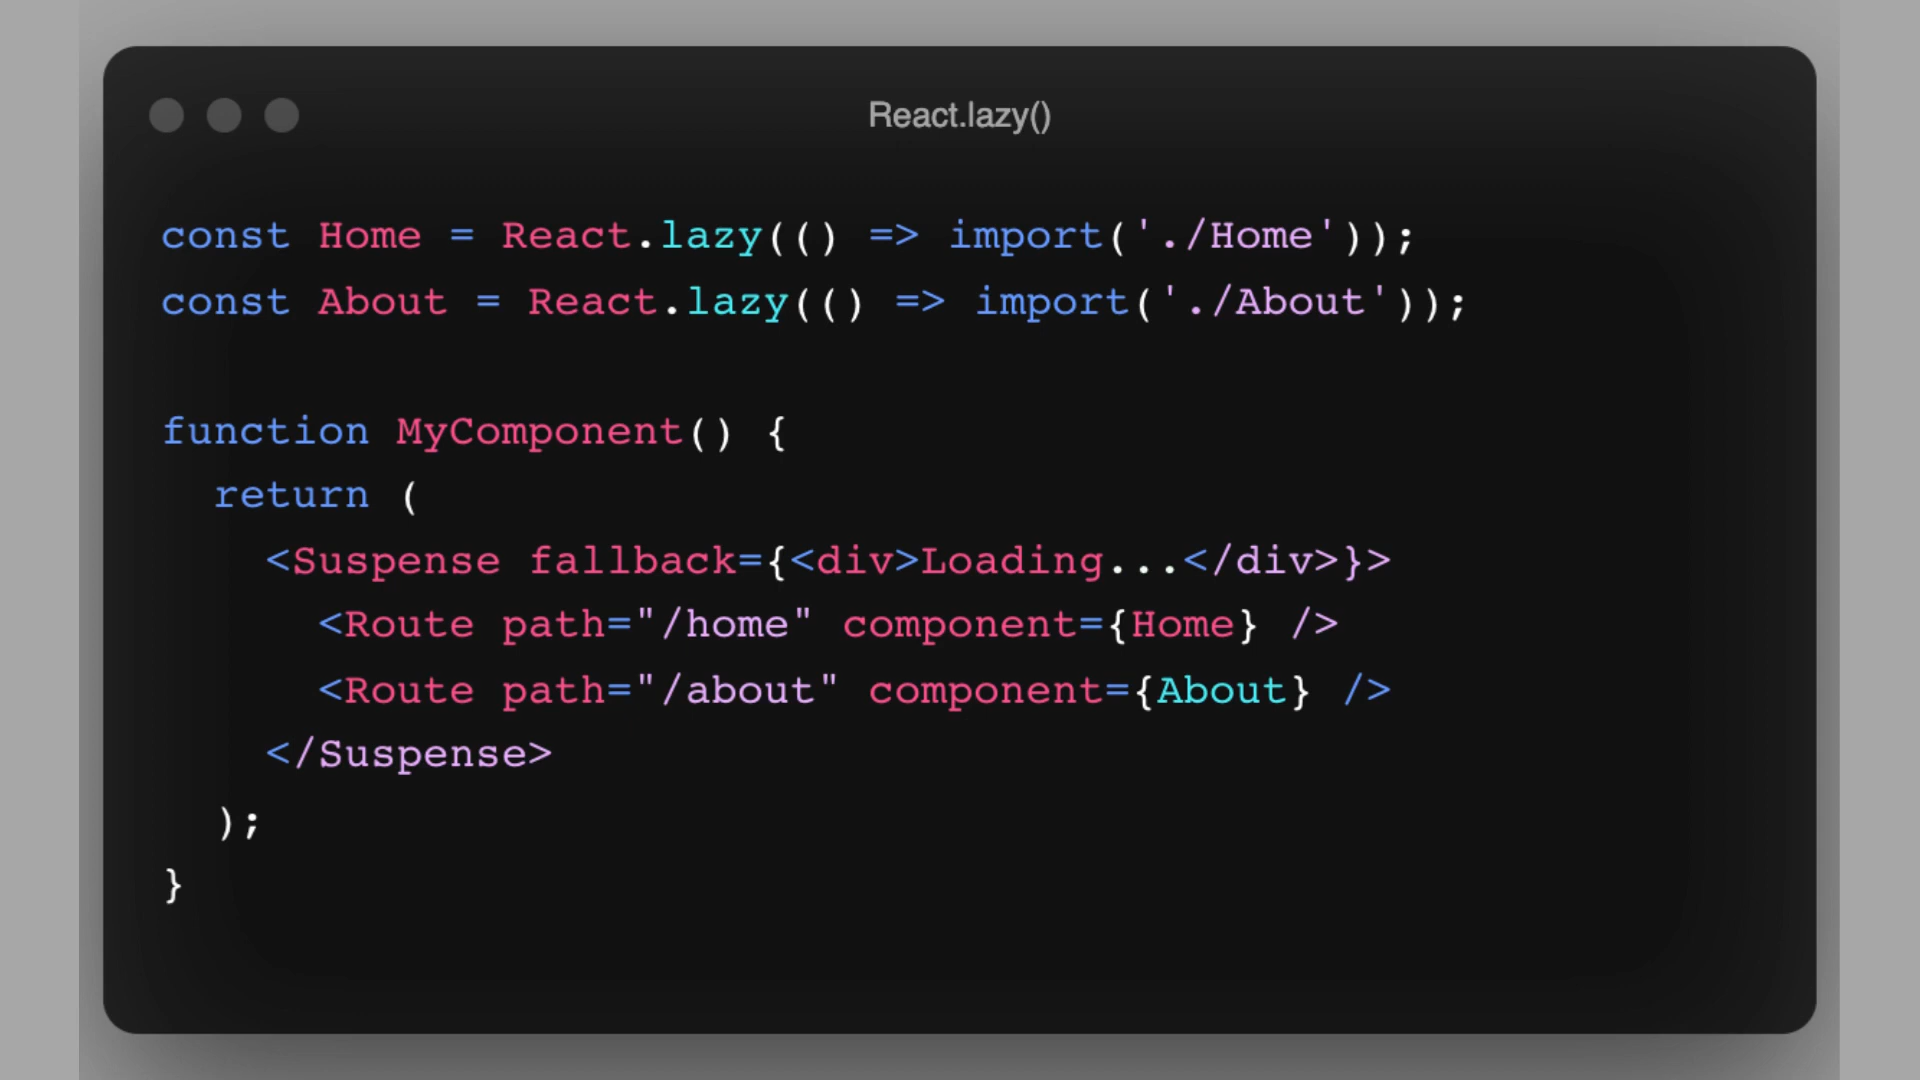 React.lazy()
const Home = React.lazy(() => import('./Home'));
const About = React.lazy(() => import('./About'));
function MyComponent() {
  return (
    <Suspense fallback={<div>Loading...</div>}>
      <Route path="/home" component={Home} />
      <Route path="/about" component={About} />
    </Suspense>
  );
}